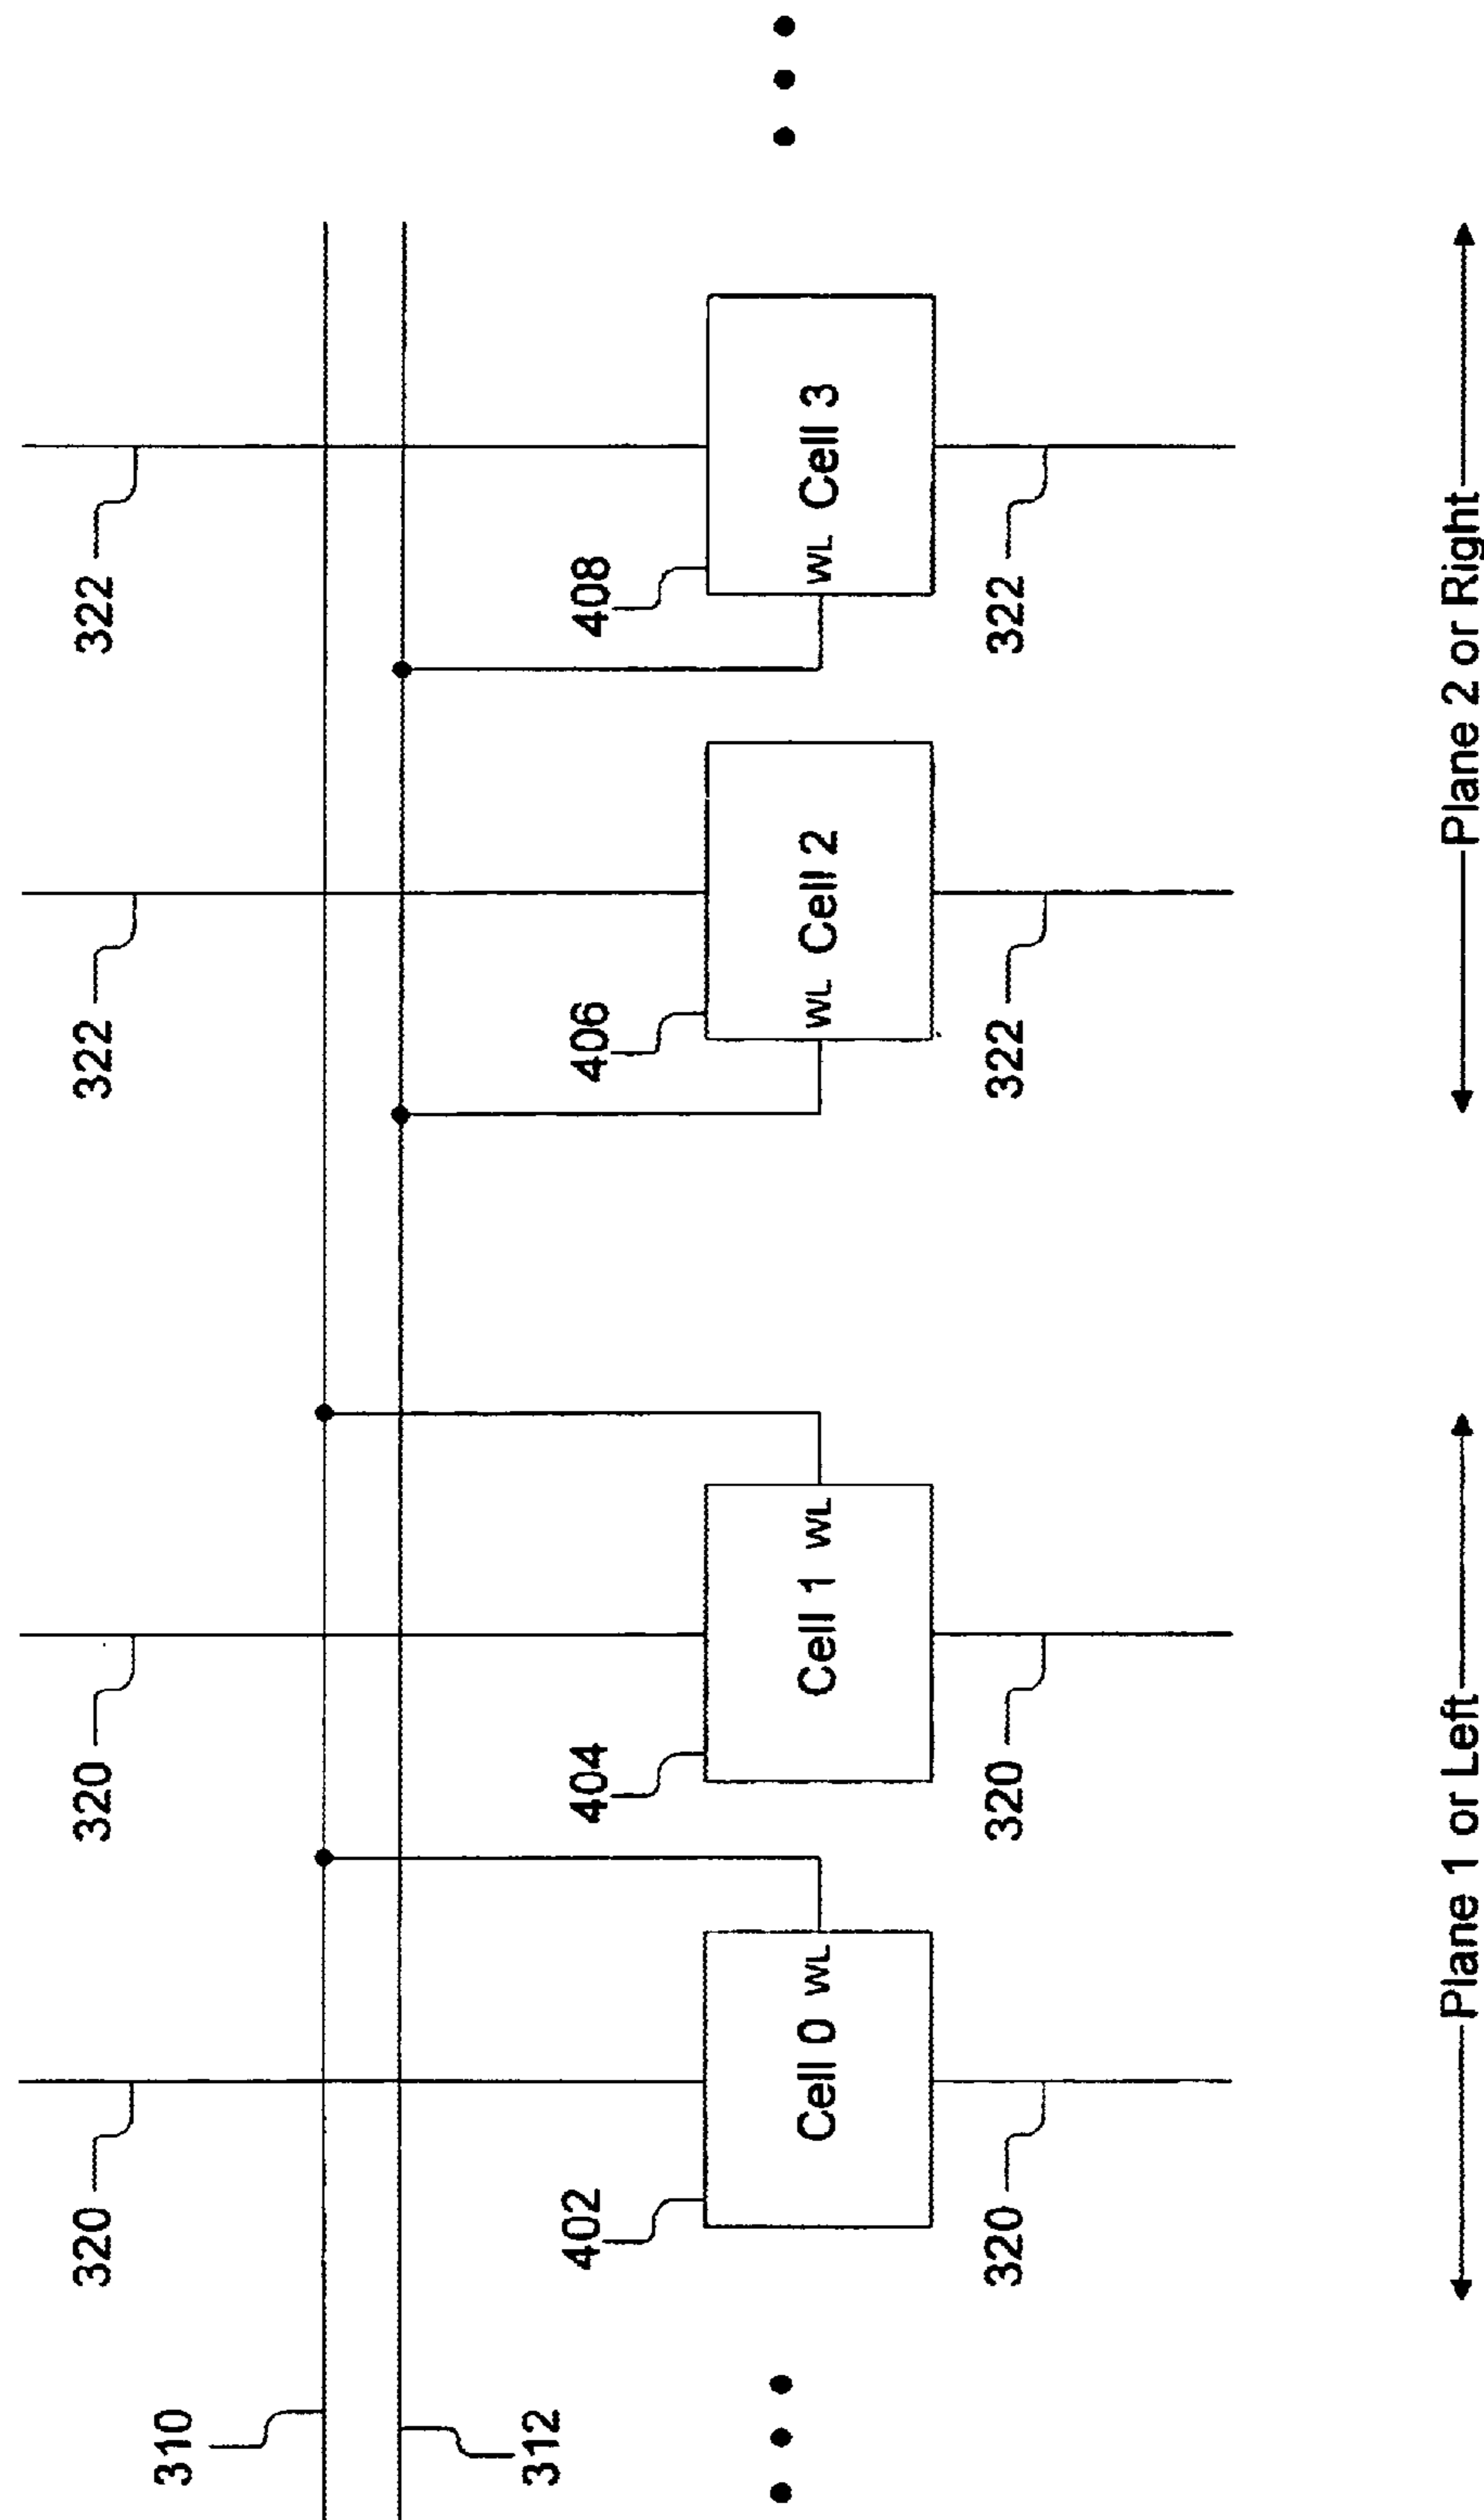 310
312
320
320
322
322
402
404
406
408
Cell 0 WL
Cell 1 WL
WL Cell 2
WL Cell 3
320
320
322
322
Plane 1 or Left
Plane 2 or Right